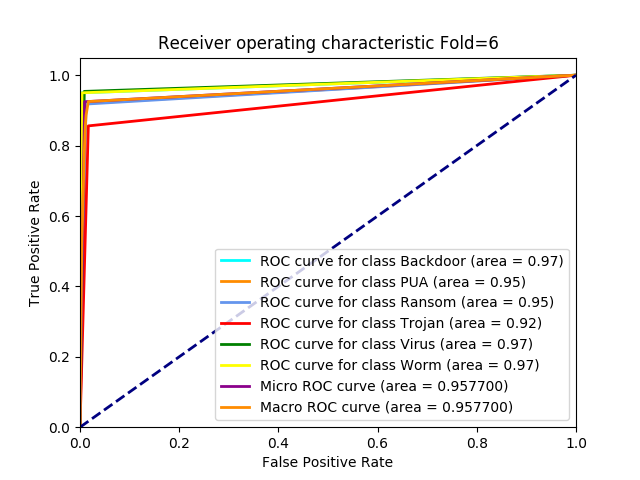 Receiver operating characteristic Fold=6
1.0
0.8
0.6
0.4
0.2
0.0
True Positive Rate
ROC curve for class Backdoor (area = 0.97)
ROC curve for class PUA (area = 0.95)
ROC curve for class Ransom (area = 0.95)
ROC curve for class Trojan (area = 0.92)
ROC curve for class Virus (area = 0.97)
ROC curve for class Worm (area = 0.97)
Micro ROC curve (area = 0.957700)
Macro ROC curve (area = 0.957700)
0.0 0.2 0.4 0.6 0.8 1.0
False Positive Rate